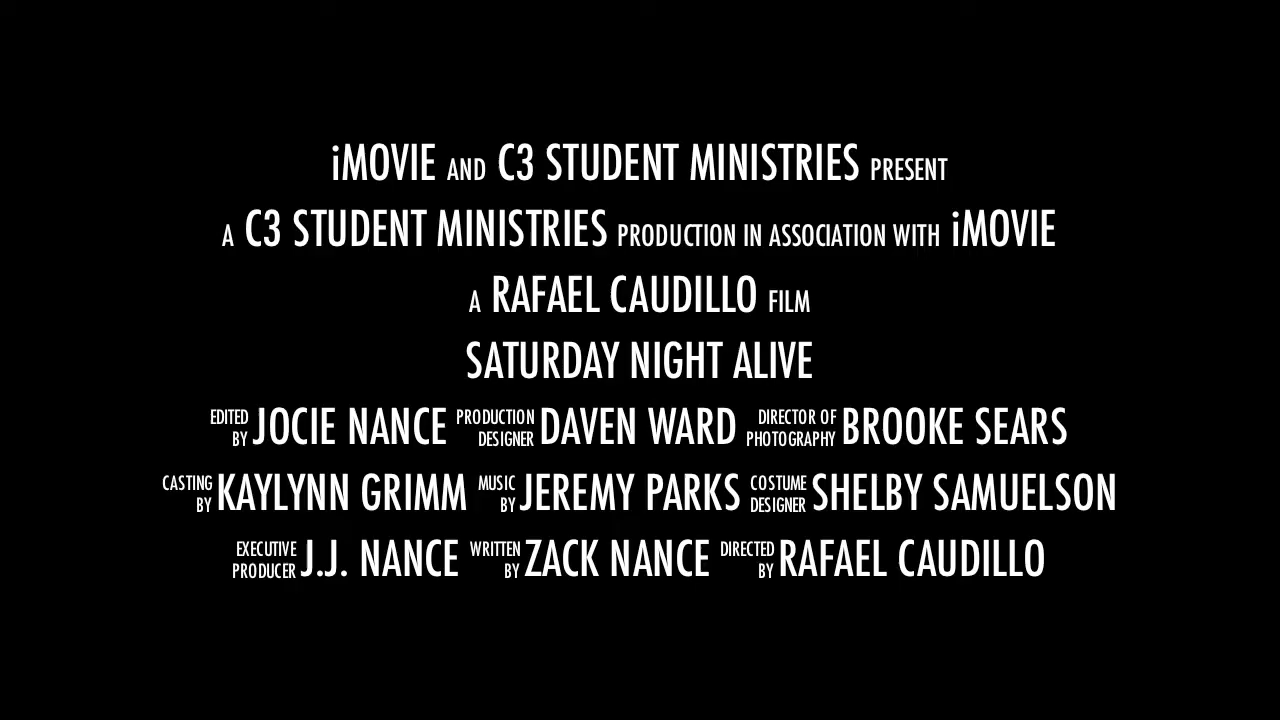 iMOVIE AND C3 STUDENT MINISTRIES PRESENT
A C3 STUDENT MINISTRIES PRODUCTION IN ASSOCIATION WITH iMOVIE
A RAFAEL CAUDILLO FILM
SATURDAY NIGHT ALIVE
EDITED BY JOCIE NANCE PRODUCTION DESIGNER DAVEN WARD DIRECTOR OF PHOTOGRAPHY BROOKE SEARS
CASTING BY KAYLYNN GRIMM MUSIC BY JEREMY PARKS COSTUME DESIGNER SHELBY SAMUELSON
EXECUTIVE PRODUCER J.J. NANCE WRITTEN BY ZACK NANCE DIRECTED BY RAFAEL CAUDILLO